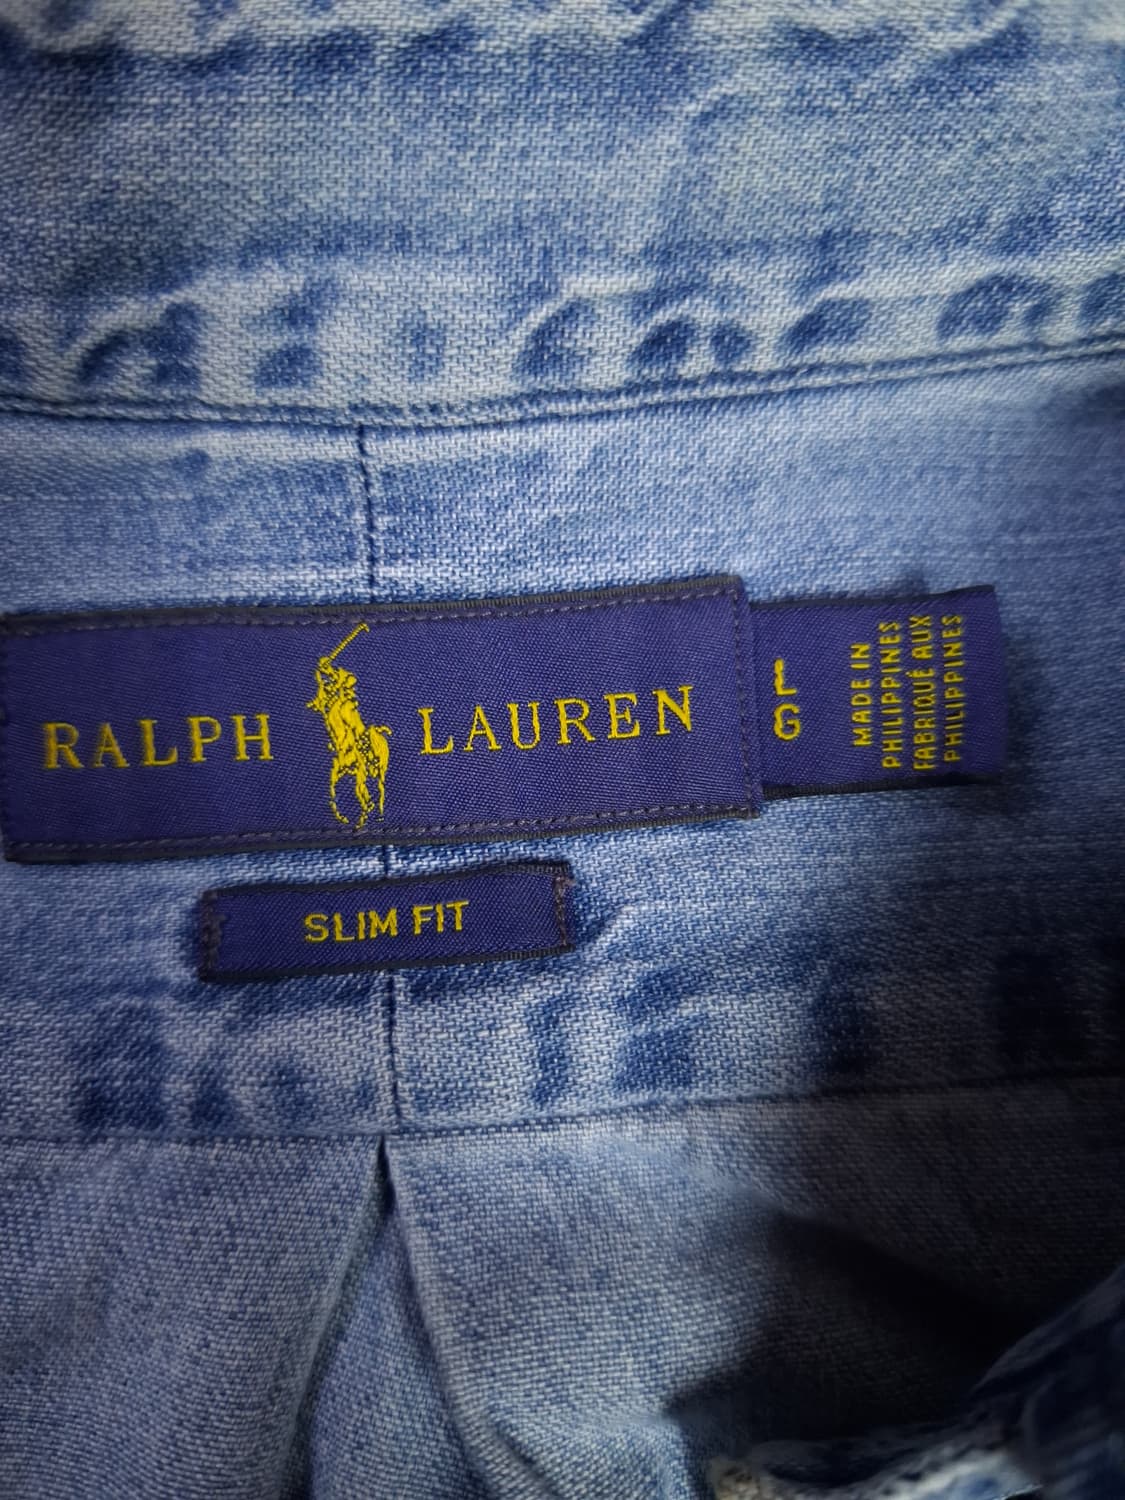 RALPH LAUREN
L
G
MADE IN
PHILIPPINES
FABRIQUÉ AUX
PHILIPPINES
SLIM FIT